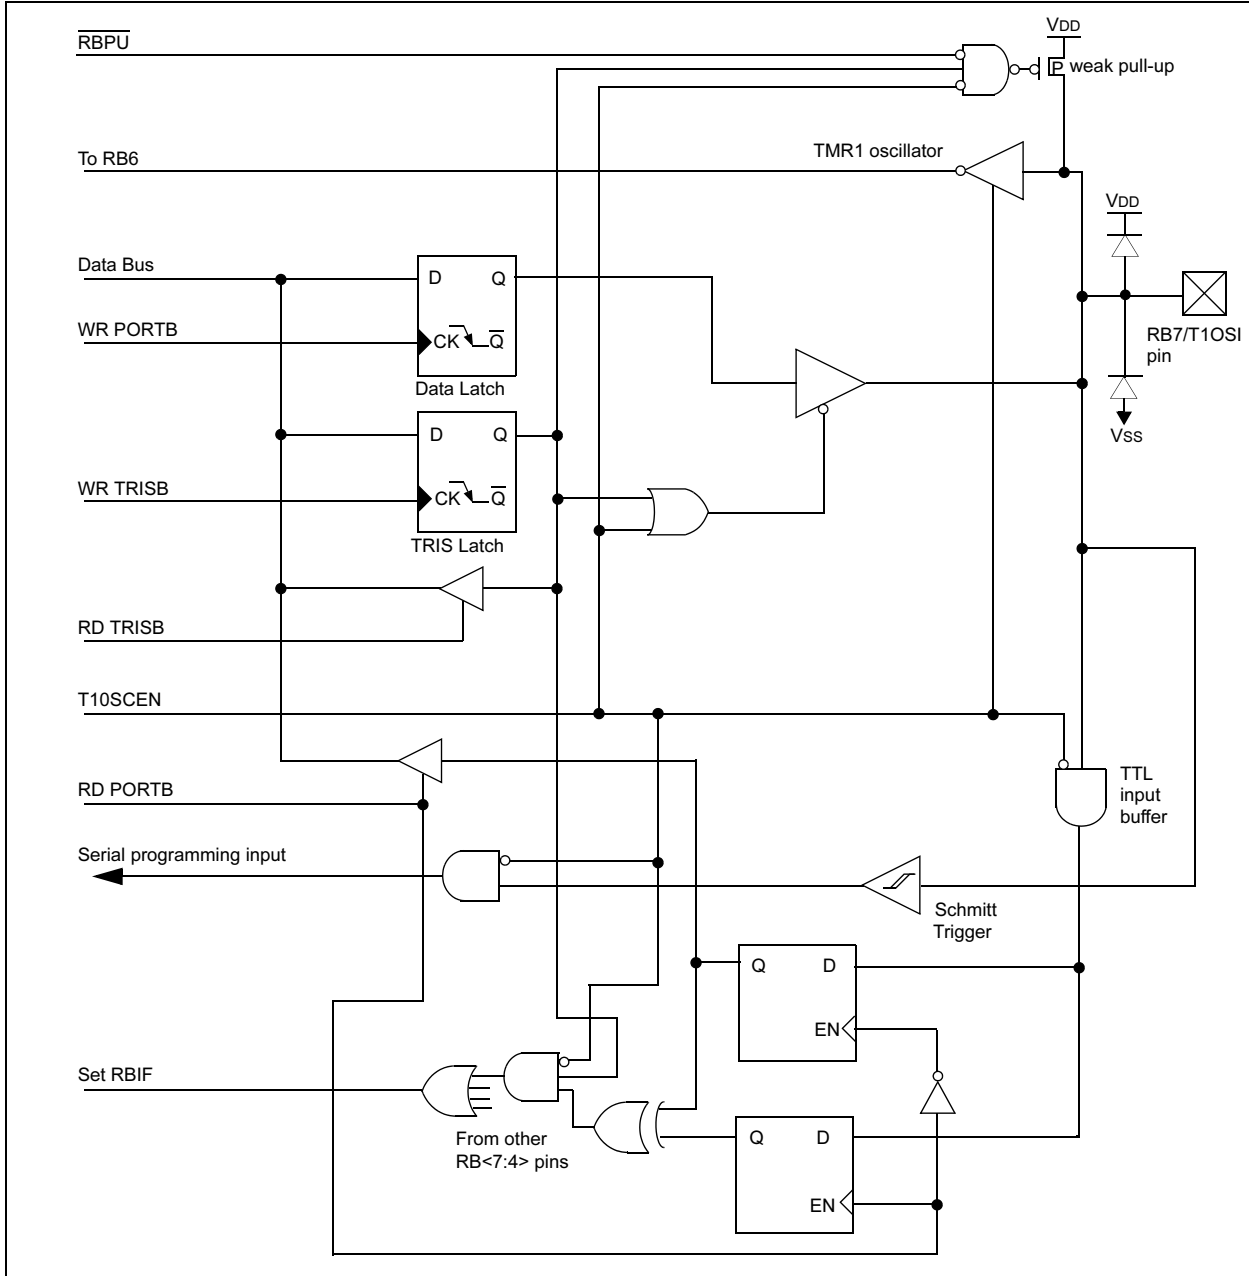 RBPU
VDD
P weak pull-up
To RB6
TMR1 oscillator
VDD
Data Bus
D Q
WR PORTB
CK Q
Data Latch
RB7/T1OSI
pin
VSS
D Q
WR TRISB
CK Q
TRIS Latch
RD TRISB
T10SCEN
RD PORTB
TTL
input
buffer
Serial programming input
Schmitt
Trigger
Q D
EN
Set RBIF
From other
RB<7:4> pins
Q D
EN